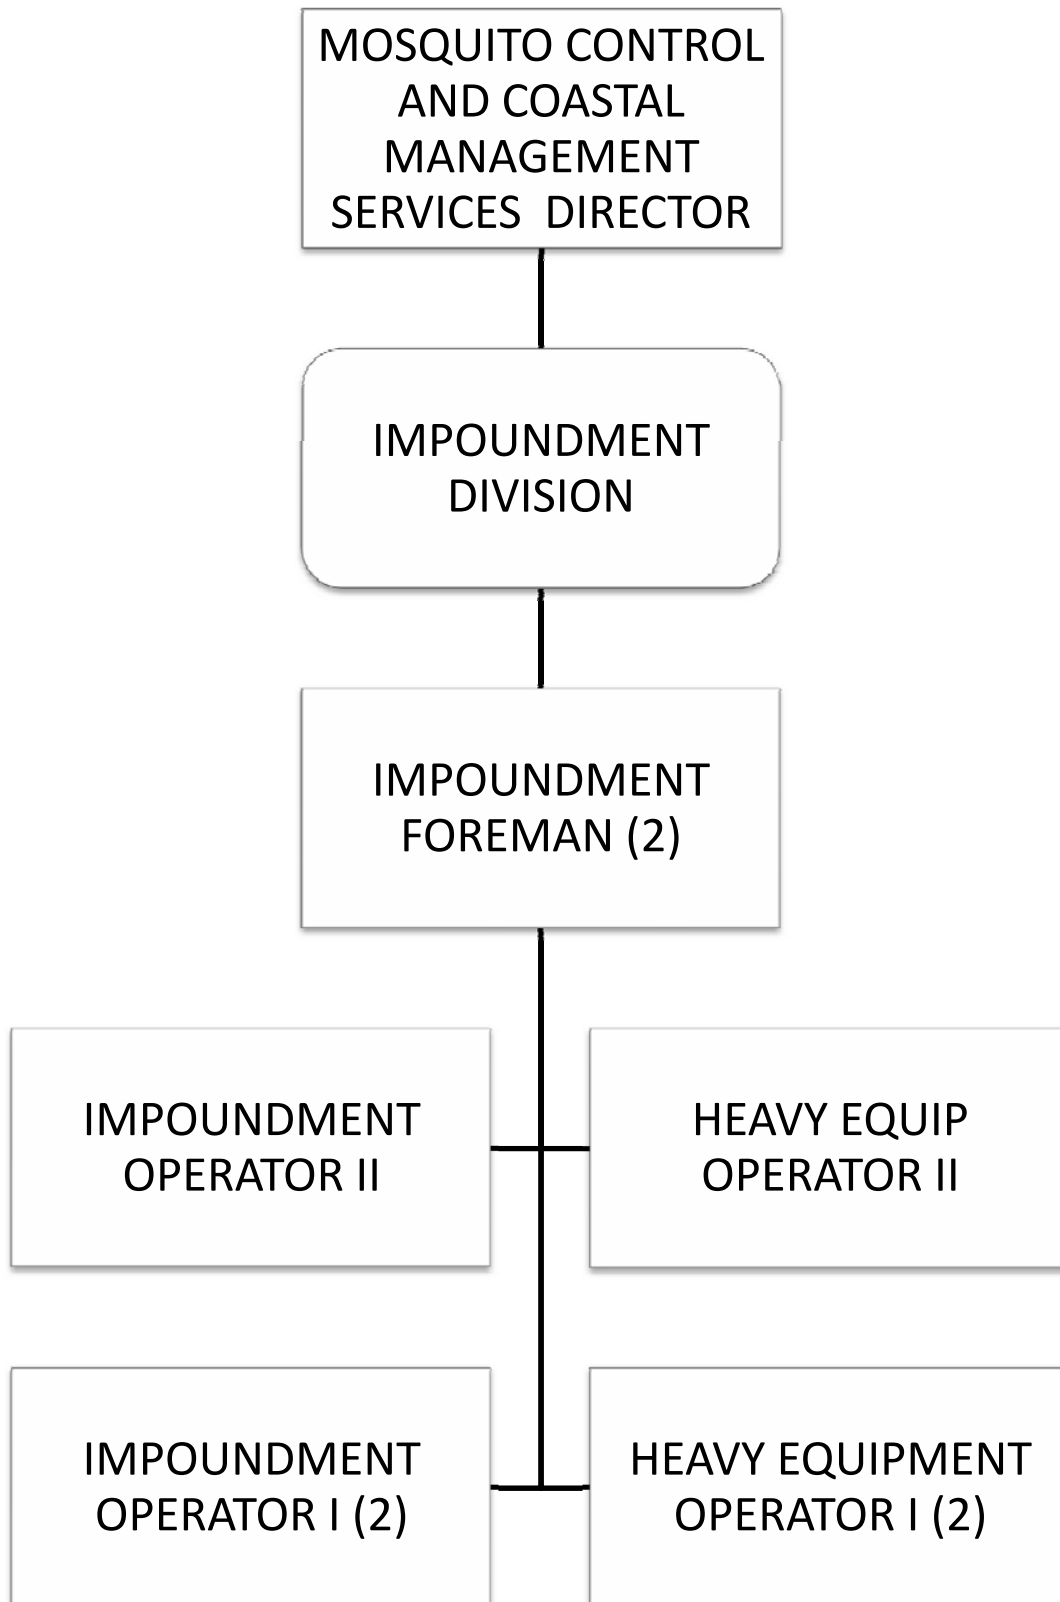 MOSQUITO CONTROL
AND COASTAL
MANAGEMENT
SERVICES DIRECTOR
IMPOUNDMENT
DIVISION
IMPOUNDMENT
FOREMAN (2)
IMPOUNDMENT
OPERATOR II
HEAVY EQUIP
OPERATOR II
IMPOUNDMENT
OPERATOR I (2)
HEAVY EQUIPMENT
OPERATOR I (2)